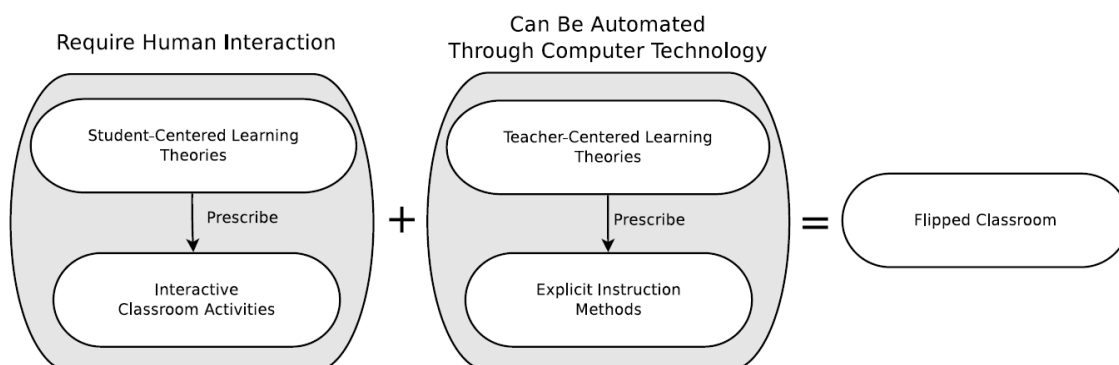 Require Human Interaction
Can Be Automated
Through Computer Technology
Student-Centered Learning
Theories
Prescribe
Interactive
Classroom Activities
+
Teacher-Centered Learning
Theories
Prescribe
Explicit Instruction
Methods
=
Flipped Classroom